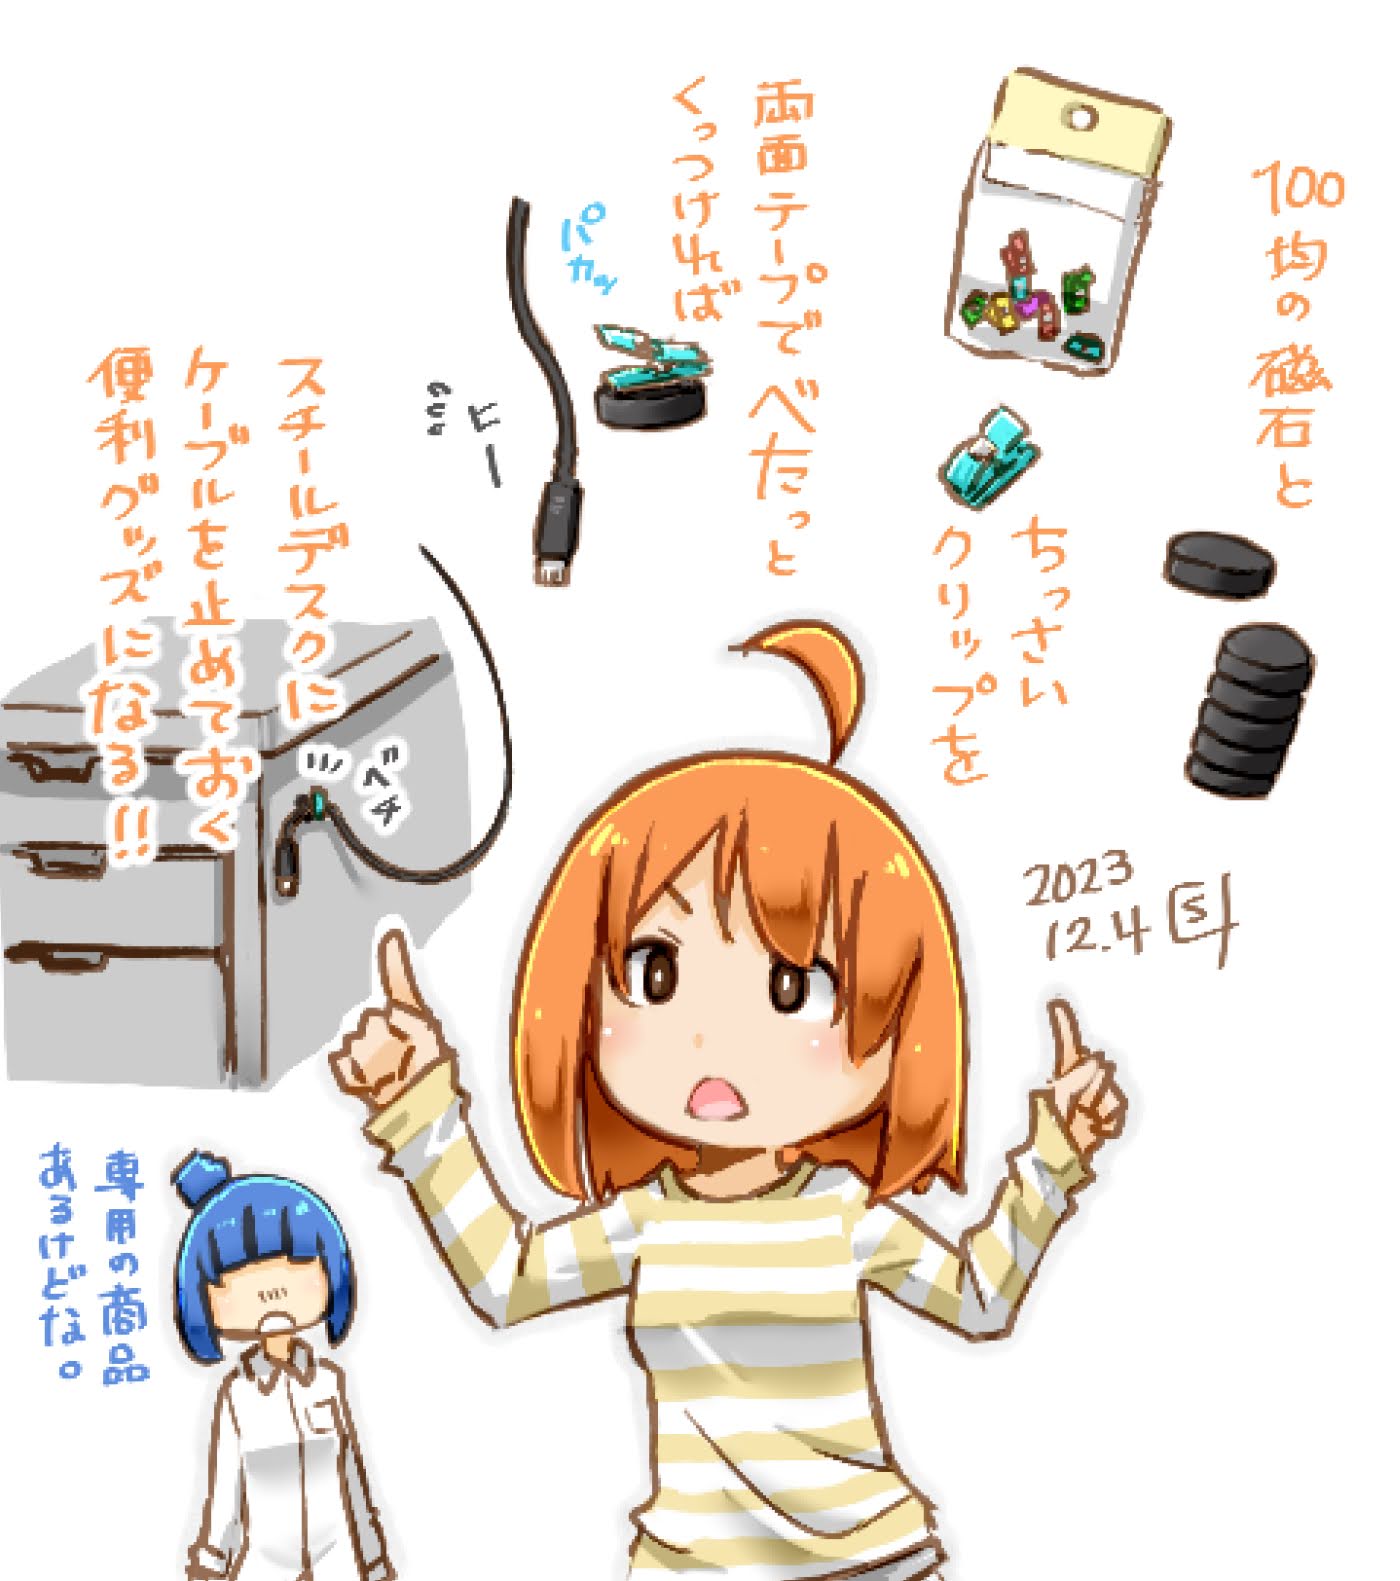 100均の磁石と
ちっさい
クリップを
両面テープでべたっと
くっつければ
パカッ
ヒー
スチールデスクに
ケーブルを止めておく
便利グッズになる!!
ベタ
2023
12.4 S
専用の商品
あるけどな。